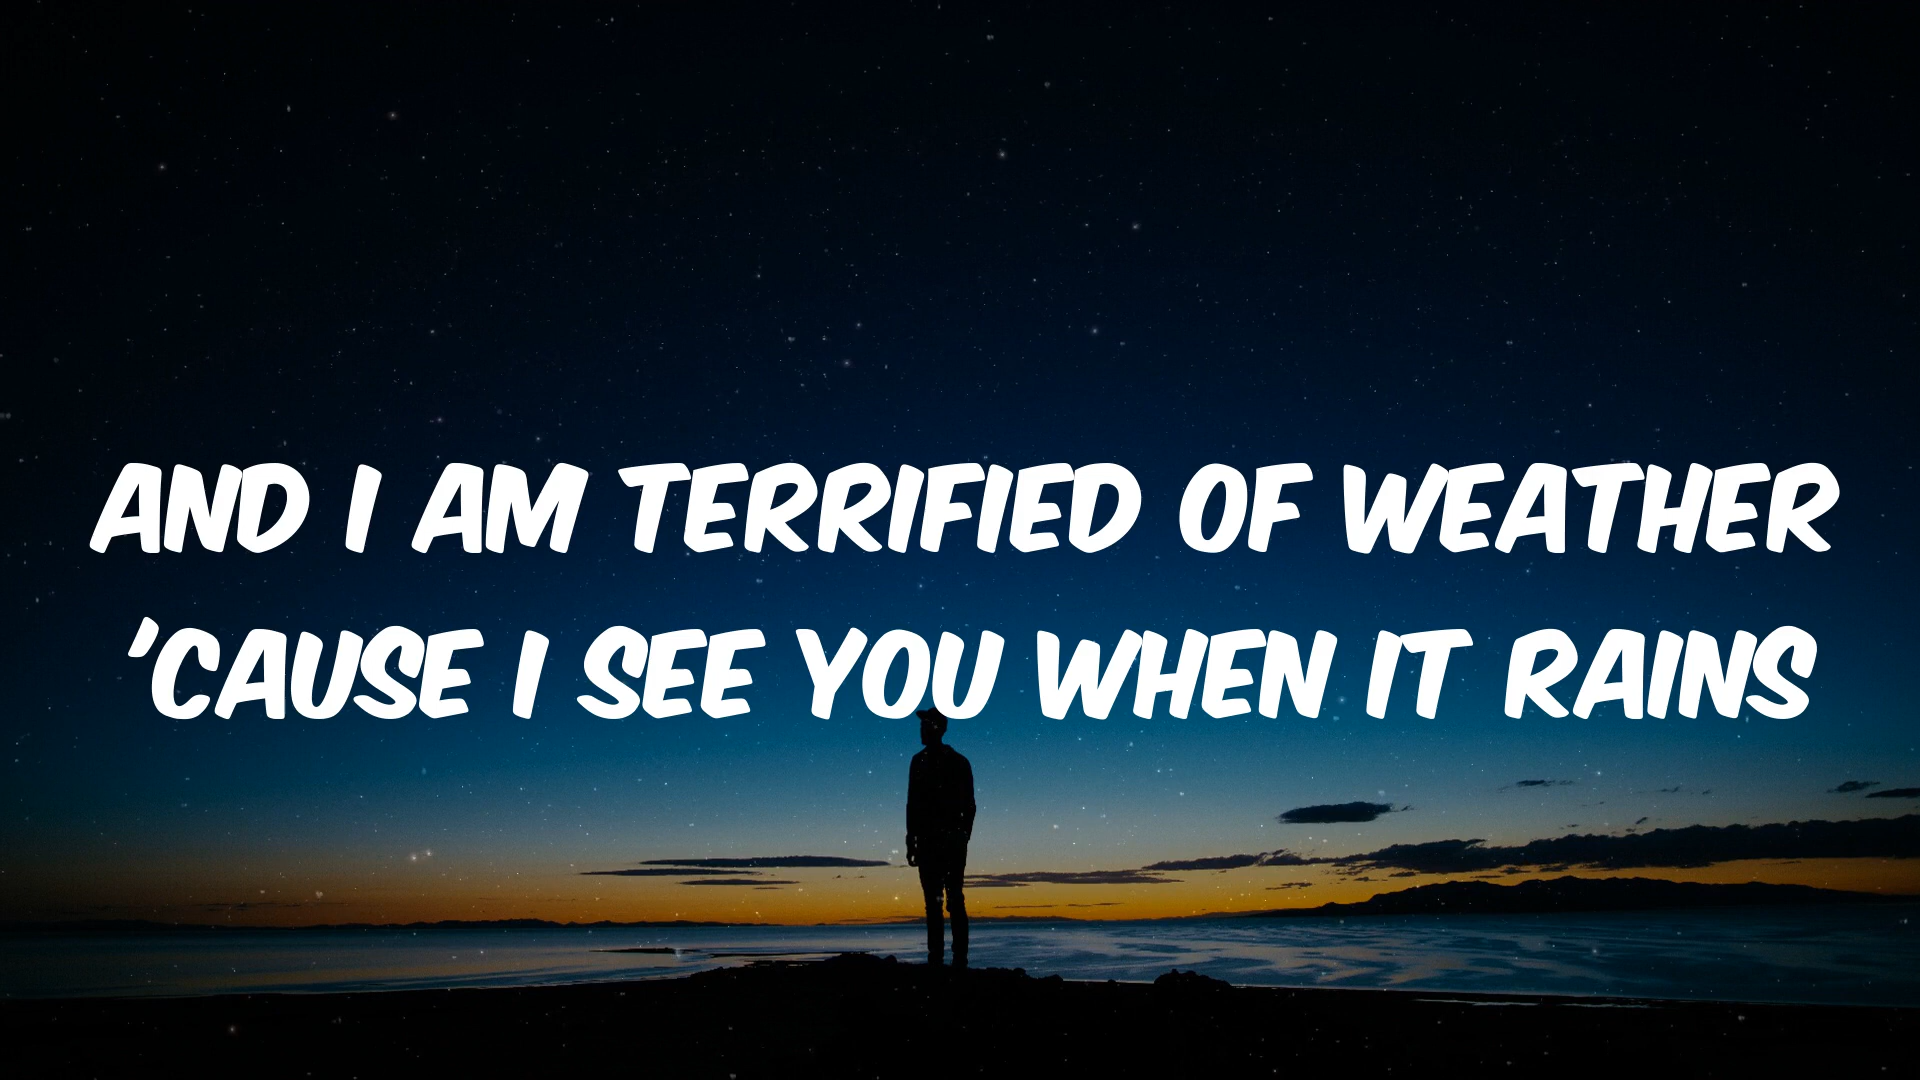 AND I AM TERRIFIED OF WEATHER
'CAUSE I SEE YOU WHEN IT RAINS